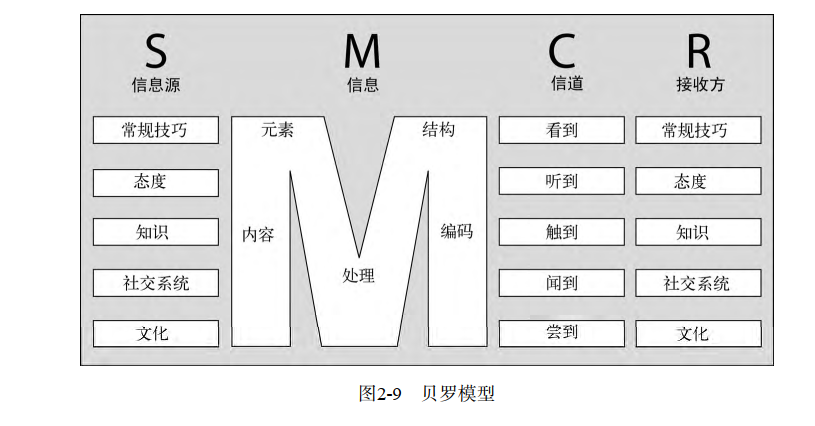 S M C R
信息源 信息 信道 接收方
常规技巧 元素 结构 看到 常规技巧
态度 听到 态度
知识 内容 编码 触到 知识
社交系统 处理 闻到 社交系统
文化 尝到 文化
图2-9 贝罗模型